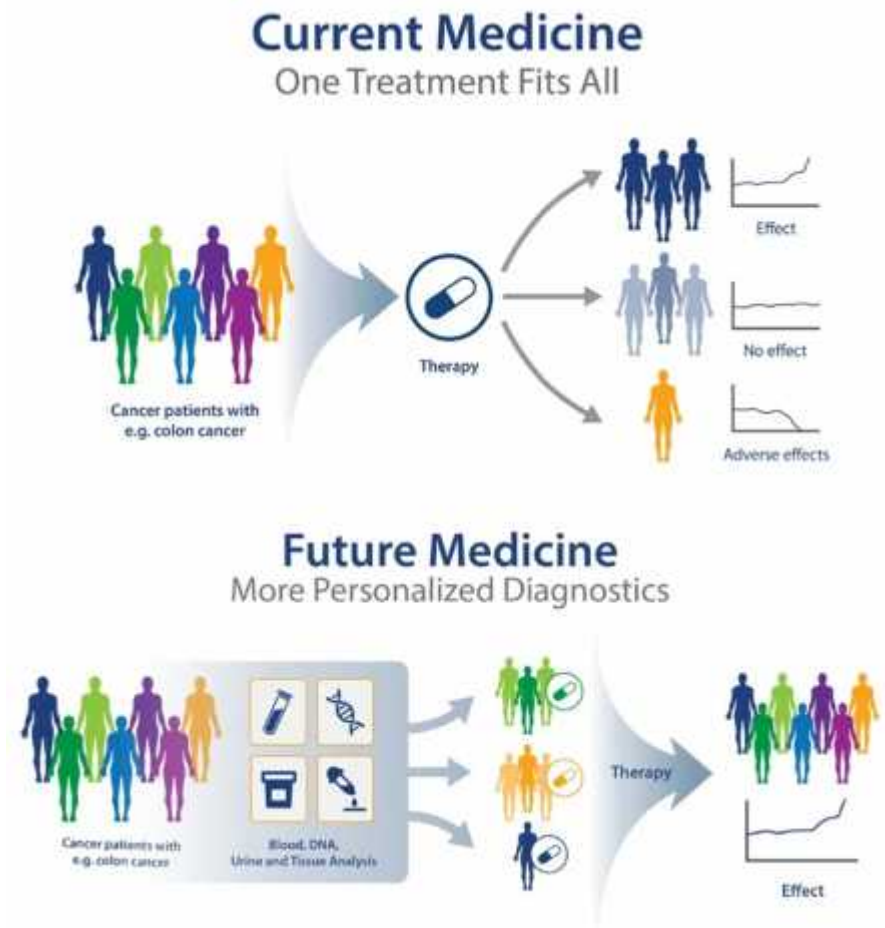 Current Medicine
One Treatment Fits All
Effect
No effect
Therapy
Adverse effects
Cancer patients with
e.g. colon cancer
Future Medicine
More Personalized Diagnostics
Therapy
Cancer patients with
e.g. colon cancer
Blood, DNA,
Urine and Tissue Analysis
Effect